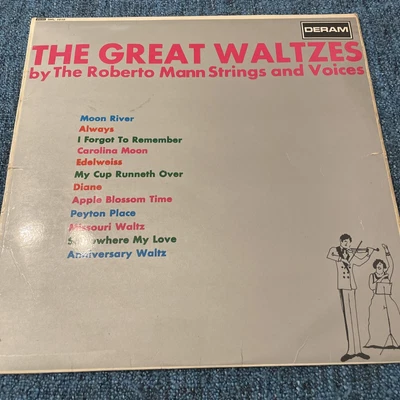 DERAM
THE GREAT WALTZES
by The Roberto Mann Strings and Voices
Moon River
Always
I Forgot To Remember
Carolina Moon
Edelweiss
My Cup Runneth Over
Diane
Apple Blossom Time
Peyton Place
Missouri Waltz
Somewhere My Love
Anniversary Waltz